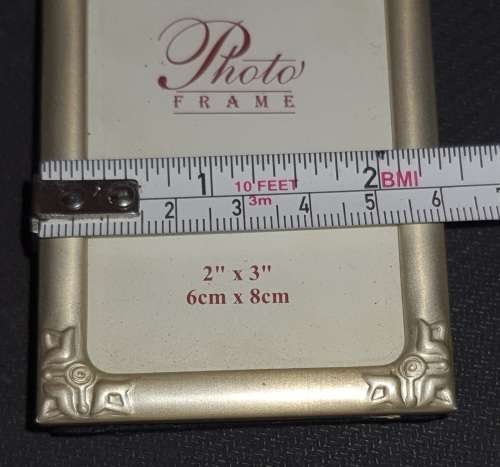 Photo
FRAME
1 10 FEET 2 BMI
2 3 3m 4 5 6
2" x 3"
6cm x 8cm